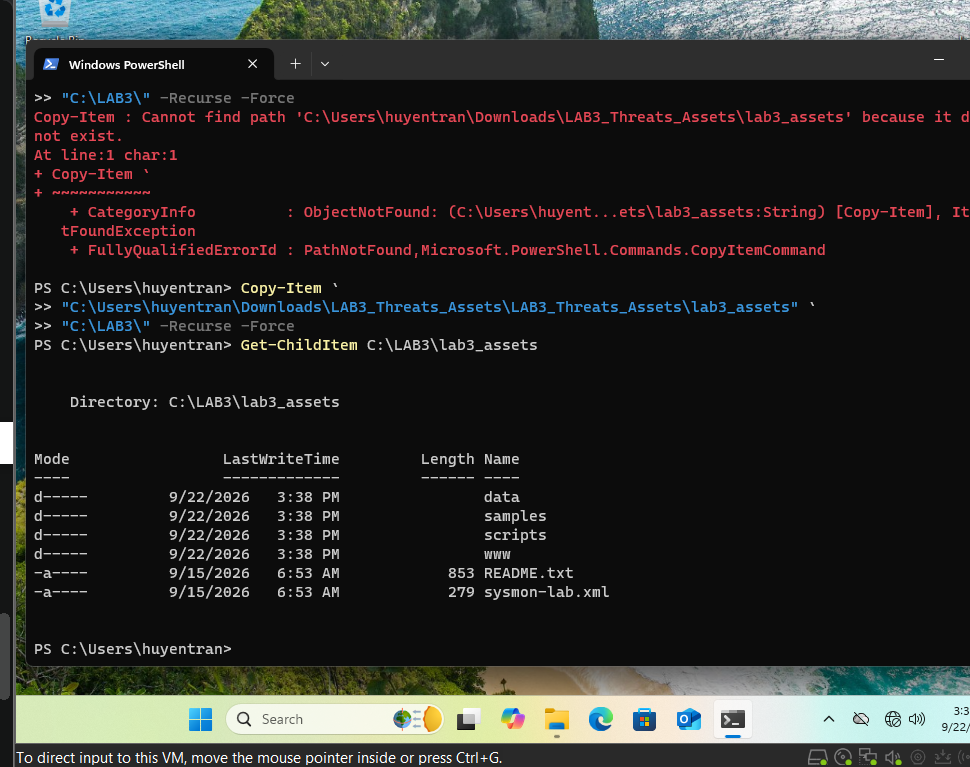 Windows PowerShell
>> "C:\LAB3\" -Recurse -Force
Copy-Item : Cannot find path 'C:\Users\huyentran\Downloads\LAB3_Threats_Assets\lab3_assets' because it d
not exist.
At line:1 char:1
+ Copy-Item `
+ ~~~~~~~~~~~
    + CategoryInfo          : ObjectNotFound: (C:\Users\huyent...ets\lab3_assets:String) [Copy-Item], It
   tFoundException
    + FullyQualifiedErrorId : PathNotFound,Microsoft.PowerShell.Commands.CopyItemCommand
PS C:\Users\huyentran> Copy-Item `
>> "C:\Users\huyentran\Downloads\LAB3_Threats_Assets\LAB3_Threats_Assets\lab3_assets" `
>> "C:\LAB3\" -Recurse -Force
PS C:\Users\huyentran> Get-ChildItem C:\LAB3\lab3_assets
    Directory: C:\LAB3\lab3_assets
Mode                 LastWriteTime         Length Name
----                 -------------         ------ ----
d-----         9/22/2026   3:38 PM                data
d-----         9/22/2026   3:38 PM                samples
d-----         9/22/2026   3:38 PM                scripts
d-----         9/22/2026   3:38 PM                www
-a----         9/15/2026   6:53 AM            853 README.txt
-a----         9/15/2026   6:53 AM            279 sysmon-lab.xml
PS C:\Users\huyentran>
Search
3:3
9/22/
To direct input to this VM, move the mouse pointer inside or press Ctrl+G.